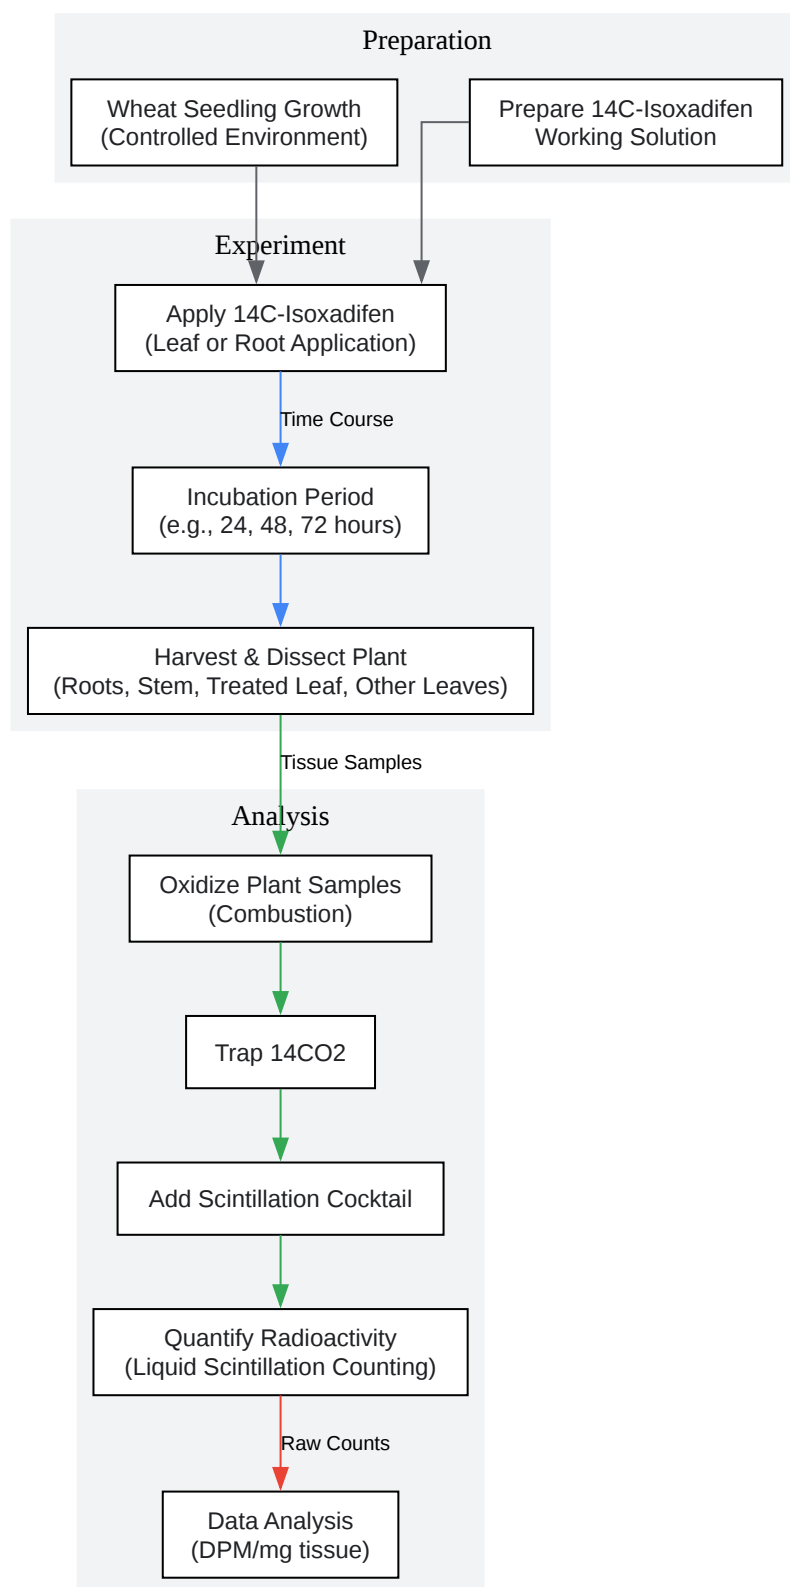 Preparation
Wheat Seedling Growth
(Controlled Environment)
Prepare 14C-Isoxadifen
Working Solution
Experiment
Apply 14C-Isoxadifen
(Leaf or Root Application)
Time Course
Incubation Period
(e.g., 24, 48, 72 hours)
Harvest & Dissect Plant
(Roots, Stem, Treated Leaf, Other Leaves)
Tissue Samples
Analysis
Oxidize Plant Samples
(Combustion)
Trap 14CO2
Add Scintillation Cocktail
Quantify Radioactivity
(Liquid Scintillation Counting)
Raw Counts
Data Analysis
(DPM/mg tissue)